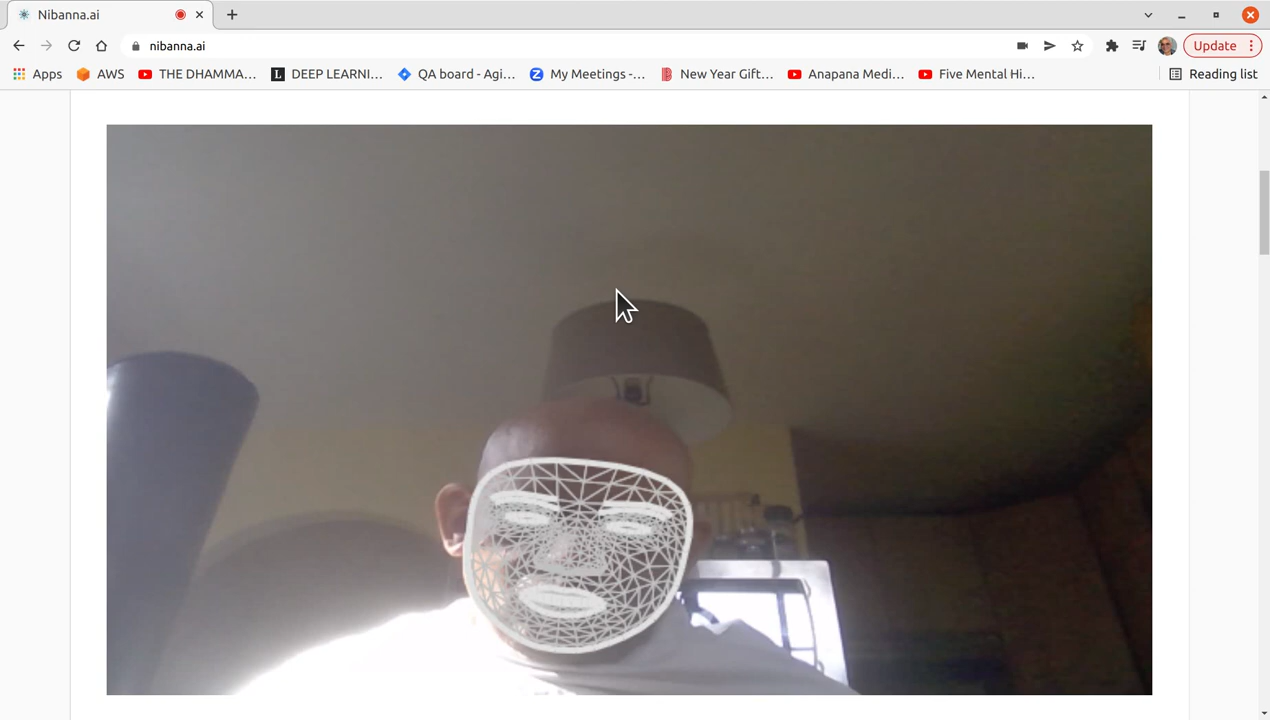 Nibanna.ai
nibanna.ai
Update
Apps
AWS
THE DHAMMA...
DEEP LEARNI...
QA board - Agi...
My Meetings -...
New Year Gift...
Anapana Medi...
Five Mental Hi...
Reading list